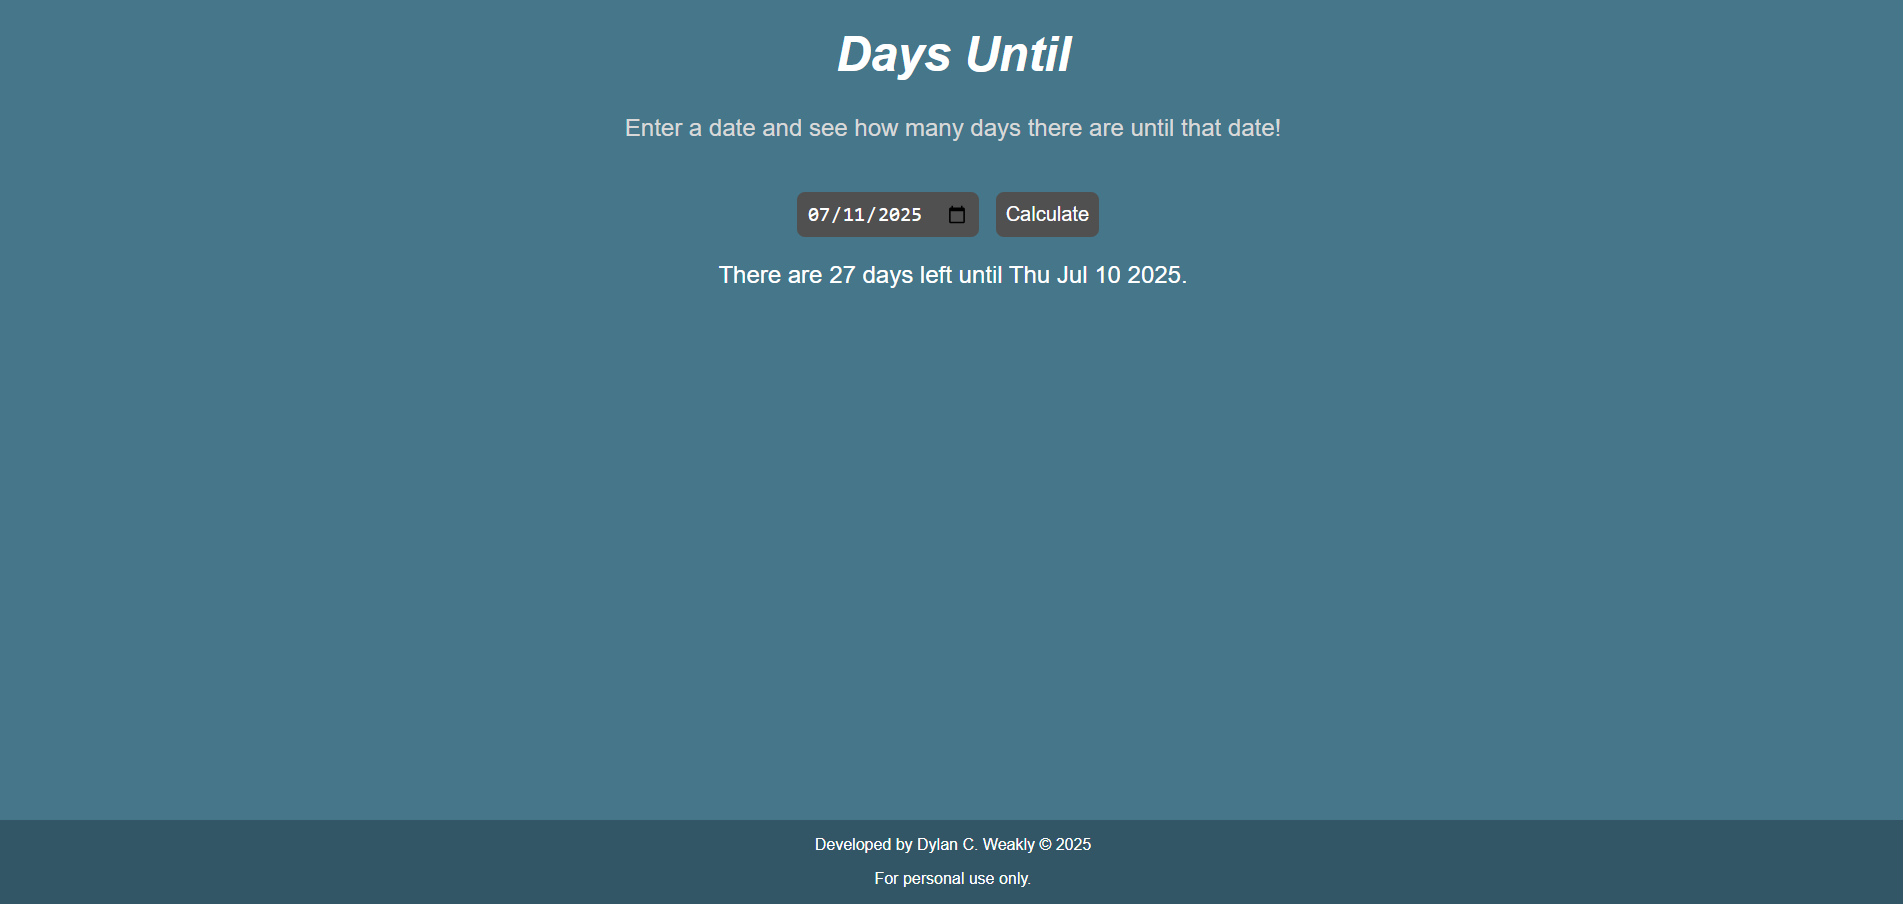 Days Until
Enter a date and see how many days there are until that date!
07/11/2025
Calculate
There are 27 days left until Thu Jul 10 2025.
Developed by Dylan C. Weakly © 2025
For personal use only.